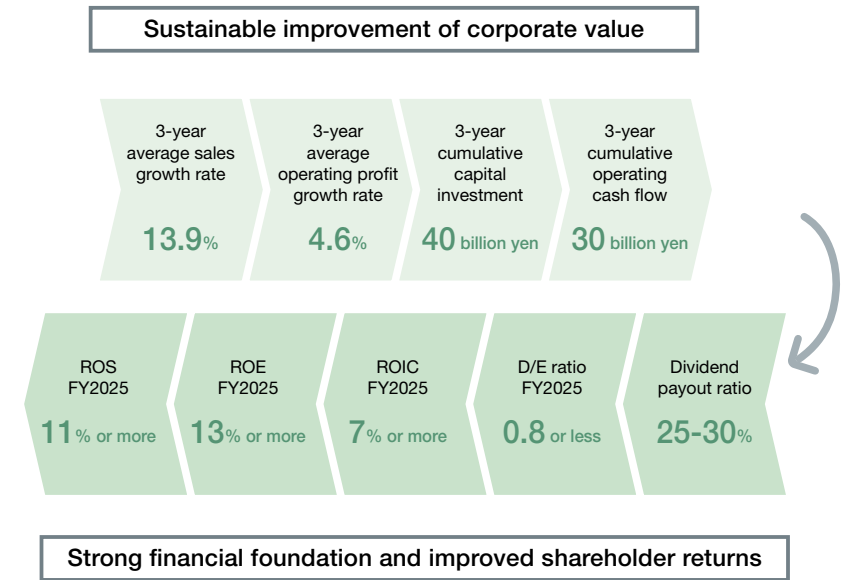 Sustainable improvement of corporate value
3-year
average sales
growth rate
13.9%
3-year
average
operating profit
growth rate
4.6%
3-year
cumulative
capital
investment
40 billion yen
3-year
cumulative
operating
cash flow
30 billion yen
ROS
FY2025
11% or more
ROE
FY2025
13% or more
ROIC
FY2025
7% or more
D/E ratio
FY2025
0.8 or less
Dividend
payout ratio
25-30%
Strong financial foundation and improved shareholder returns